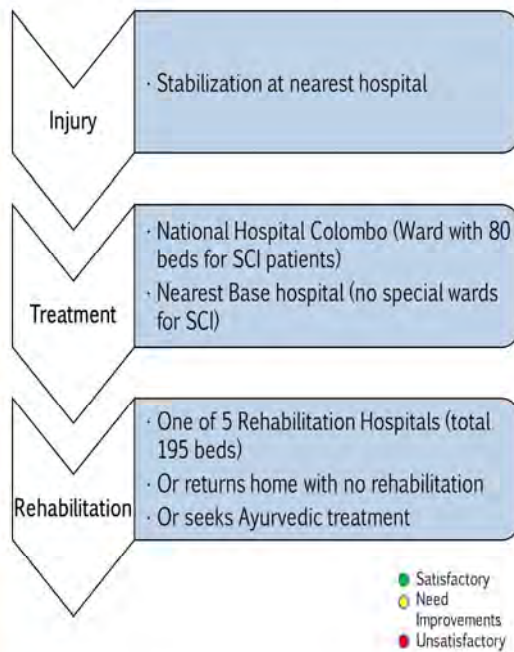 Injury
· Stabilization at nearest hospital
Treatment
· National Hospital Colombo (Ward with 80
beds for SCI patients)
· Nearest Base hospital (no special wards
for SCI)
Rehabilitation
· One of 5 Rehabilitation Hospitals (total
195 beds)
· Or returns home with no rehabilitation
· Or seeks Ayurvedic treatment
Satisfactory
Need
Improvements
Unsatisfactory